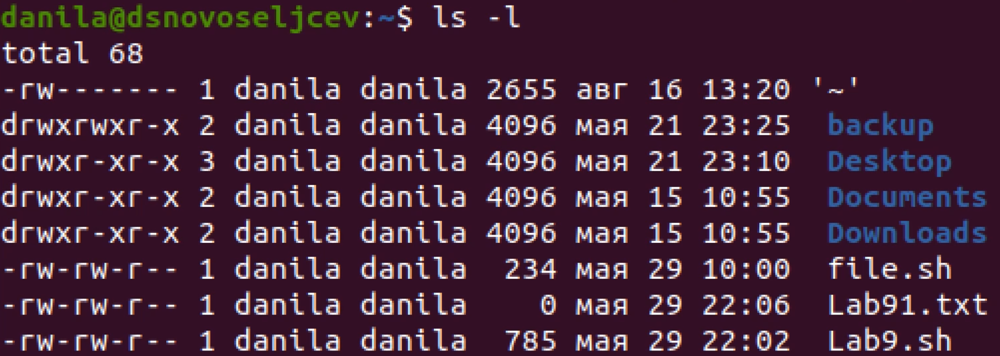 danila@dsnovoseljcev:~$ ls -l
total 68
-rw------- 1 danila danila 2655 авг 16 13:20 '~'
drwxrwxr-x 2 danila danila 4096 мая 21 23:25  backup
drwxr-xr-x 3 danila danila 4096 мая 21 23:10  Desktop
drwxr-xr-x 2 danila danila 4096 мая 15 10:55  Documents
drwxr-xr-x 2 danila danila 4096 мая 15 10:55  Downloads
-rw-rw-r-- 1 danila danila  234 мая 29 10:00  file.sh
-rw-rw-r-- 1 danila danila    0 мая 29 22:06  Lab91.txt
-rw-rw-r-- 1 danila danila  785 мая 29 22:02  Lab9.sh